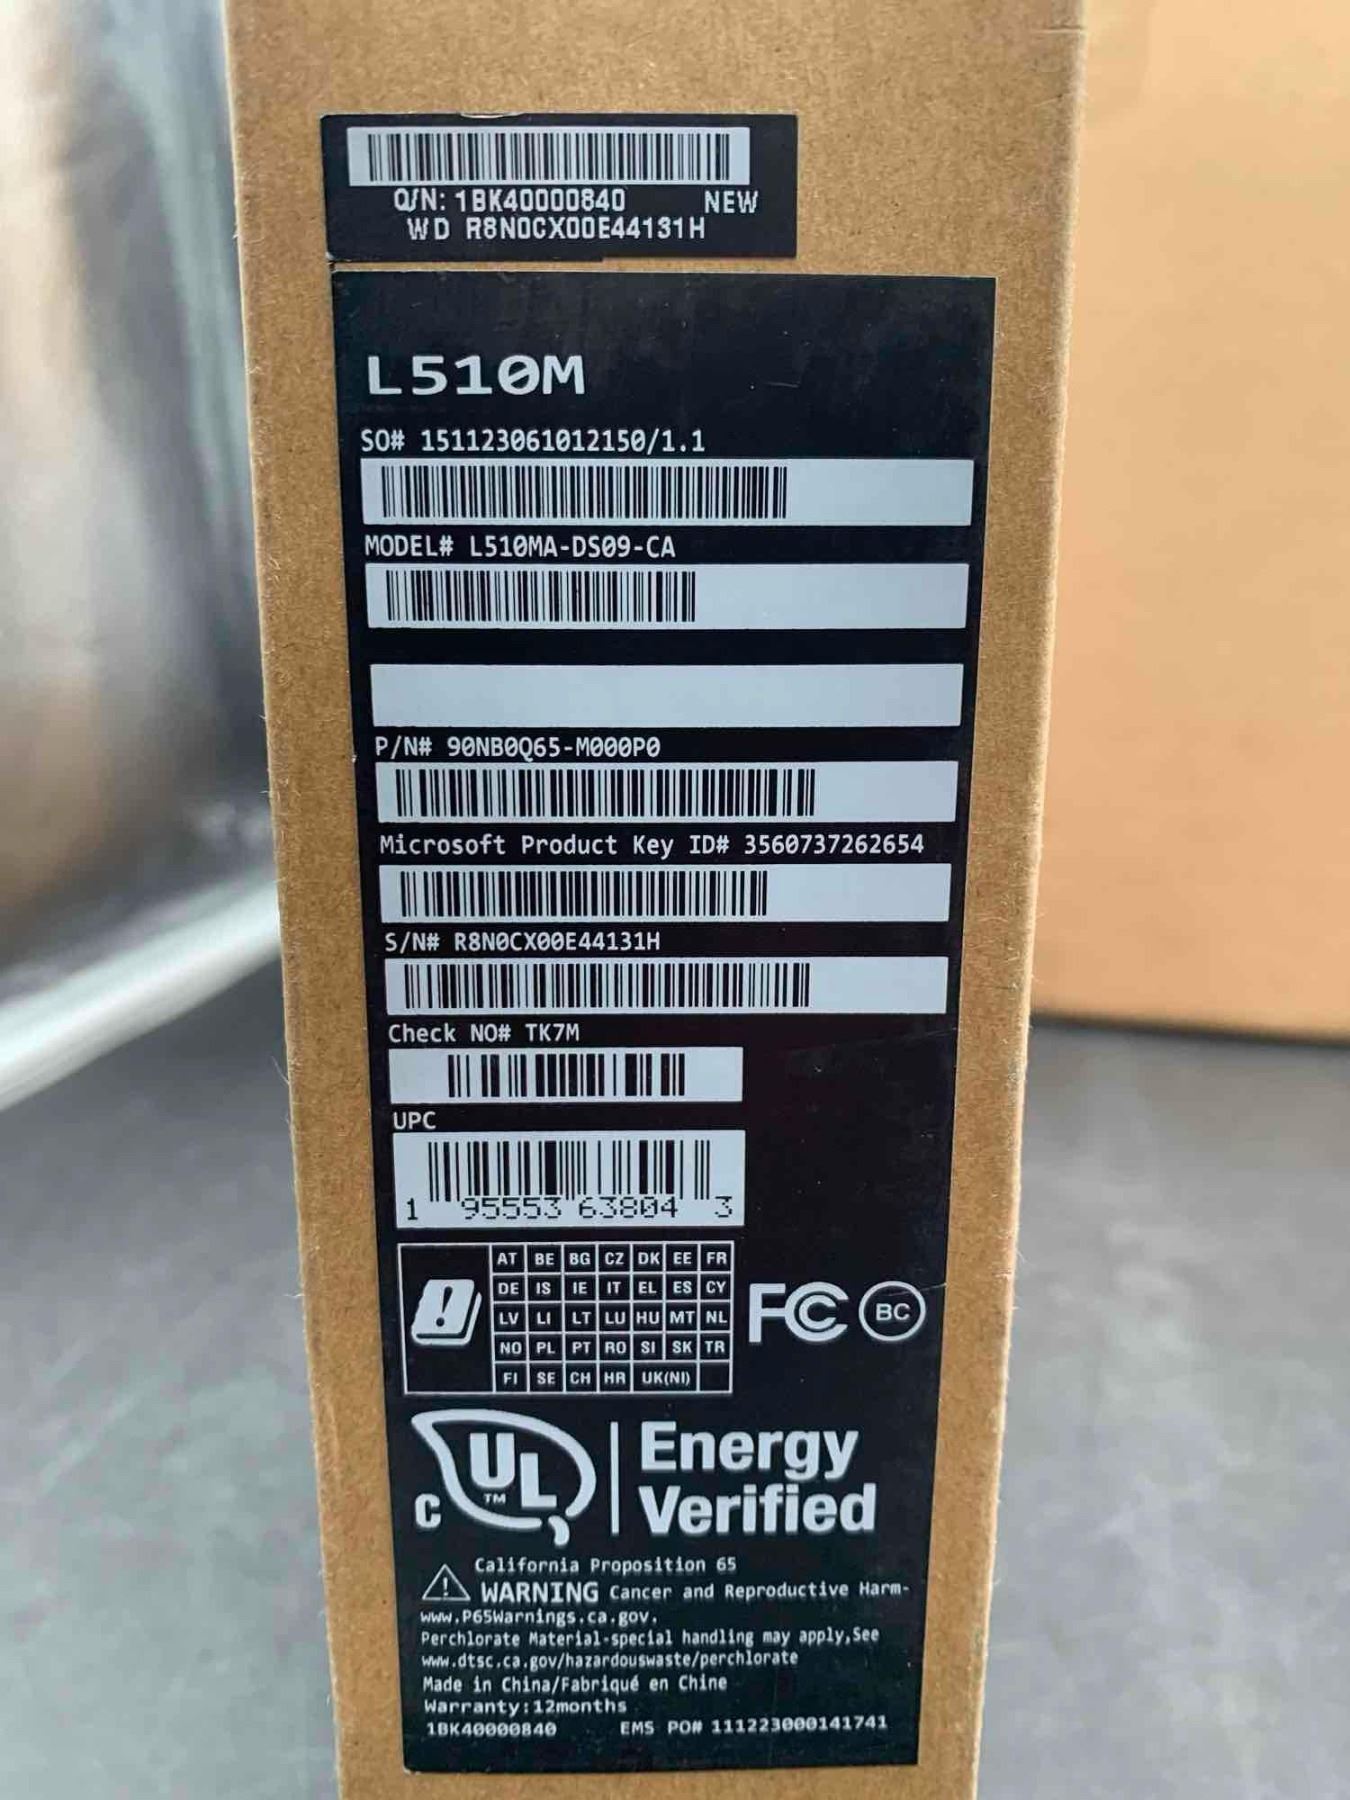 Q/N: 1BK40000840 NEW
WD R8N0CX00E44131H
L510M
SO# 151123061012150/1.1
MODEL# L510MA-DS09-CA
P/N# 90NB0Q65-M000P0
Microsoft Product Key ID# 3560737262654
S/N# R8N0CX00E44131H
Check NO# TK7M
UPC
1 95553 63804 3
AT BE BG CZ DK EE FR
DE IS IE IT EL ES CY
LV LI LT LU HU MT NL
NO PL PT RO SI SK TR
FI SE CH HR UK(NI)
FC BC
C UL TM Energy
Verified
California Proposition 65
WARNING Cancer and Reproductive Harm-
www.P65Warnings.ca.gov.
Perchlorate Material-special handling may apply,See
www.dtsc.ca.gov/hazardouswaste/perchlorate
Made in China/Fabriqué en Chine
Warranty:12months
1BK40000840 EMS PO# 111223000141741